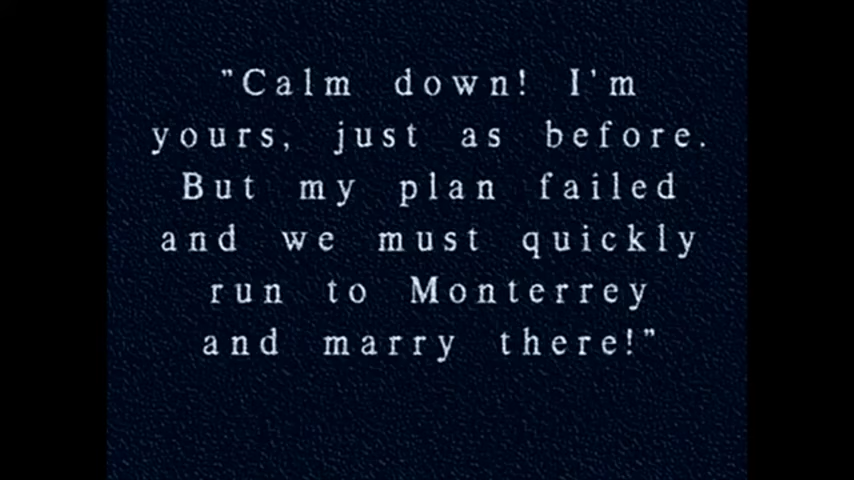 "Calm down! I'm
yours, just as before.
But my plan failed
and we must quickly
run to Monterrey
and marry there!"